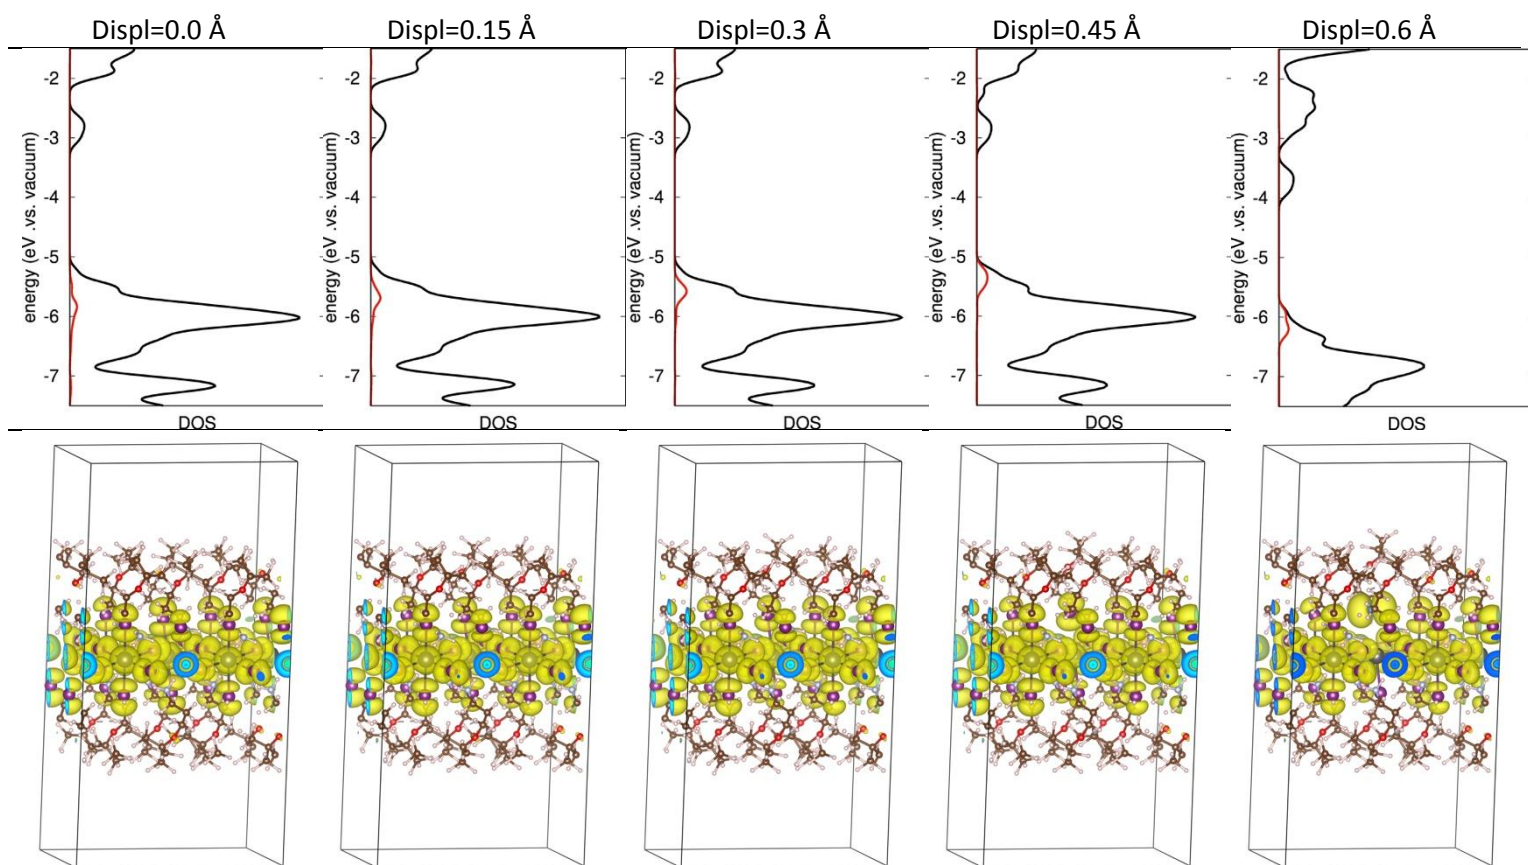 Displ=0.0 Å
Displ=0.15 Å
Displ=0.3 Å
Displ=0.45 Å
Displ=0.6 Å
-2
-3
-4
-5
-6
-7
energy (eV .vs. vacuum)
DOS
-2
-3
-4
-5
-6
-7
energy (eV .vs. vacuum)
DOS
-2
-3
-4
-5
-6
-7
energy (eV .vs. vacuum)
DOS
-2
-3
-4
-5
-6
-7
energy (eV .vs. vacuum)
DOS
-2
-3
-4
-5
-6
-7
energy (eV .vs. vacuum)
DOS